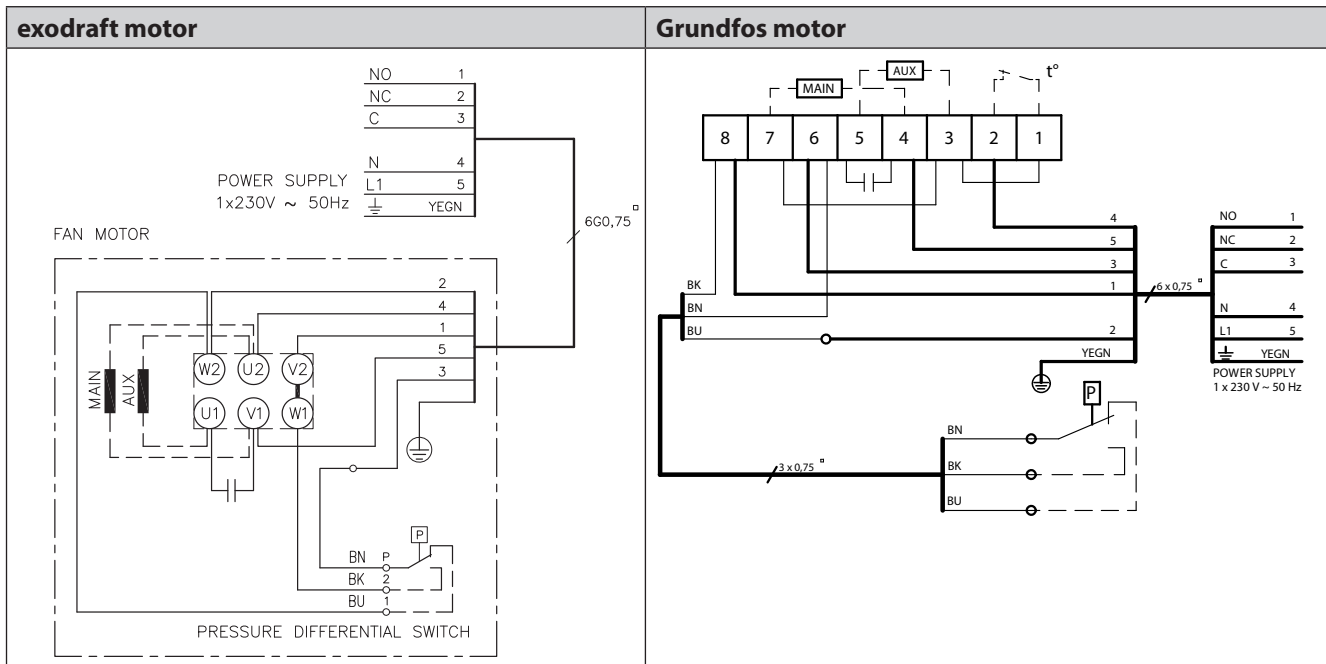 exodraft motor
NO 1
NC 2
C 3
N 4
POWER SUPPLY L1 5
1x230V ~ 50Hz YEGN
6G0,75 □
FAN MOTOR
2
4
1
5
3
MAIN
AUX
W2 U2 V2
U1 V1 W1
P
BN P
BK 2
BU 1
PRESSURE DIFFERENTIAL SWITCH
Grundfos motor
AUX
MAIN
t°
8 7 6 5 4 3 2 1
4
5
3
1
2
YEGN
BK
BN
BU
6 x 0,75 □
NO 1
NC 2
C 3
N 4
L1 5
YEGN
POWER SUPPLY
1 x 230 V ~ 50 Hz
P
3 x 0,75 □
BN
BK
BU